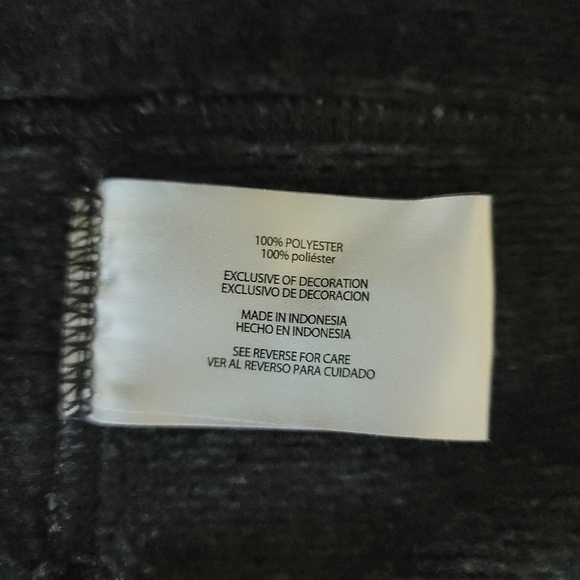 100% POLYESTER
100% poliéster
EXCLUSIVE OF DECORATION
EXCLUSIVO DE DECORACION
MADE IN INDONESIA
HECHO EN INDONESIA
SEE REVERSE FOR CARE
VER AL REVERSO PARA CUIDADO